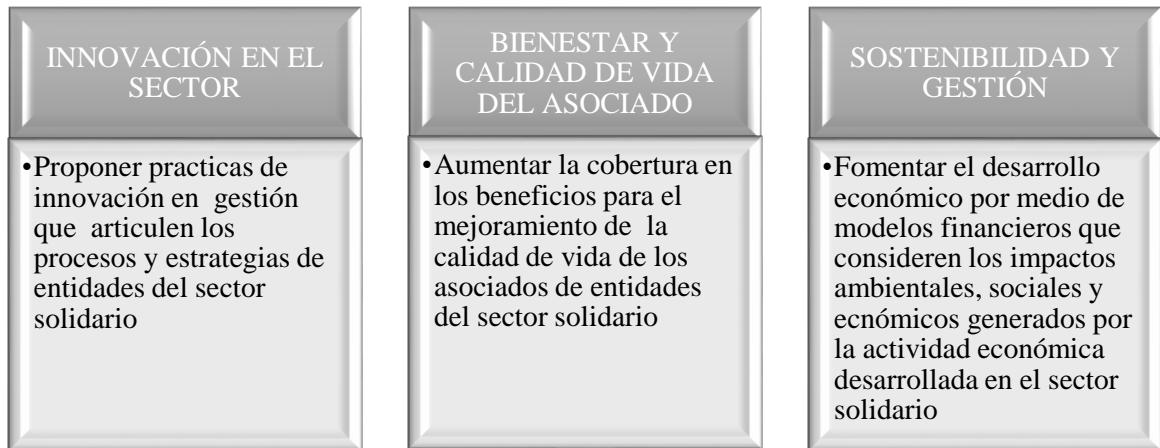 INNOVACIÓN EN EL
SECTOR
•Proponer practicas de
innovación en gestión
que articulen los
procesos y estrategias de
entidades del sector
solidario
BIENESTAR Y
CALIDAD DE VIDA
DEL ASOCIADO
•Aumentar la cobertura en
los beneficios para el
mejoramiento de la
calidad de vida de los
asociados de entidades
del sector solidario
SOSTENIBILIDAD Y
GESTIÓN
•Fomentar el desarrollo
económico por medio de
modelos financieros que
consideren los impactos
ambientales, sociales y
ecnómicos generados por
la actividad económica
desarrollada en el sector
solidario